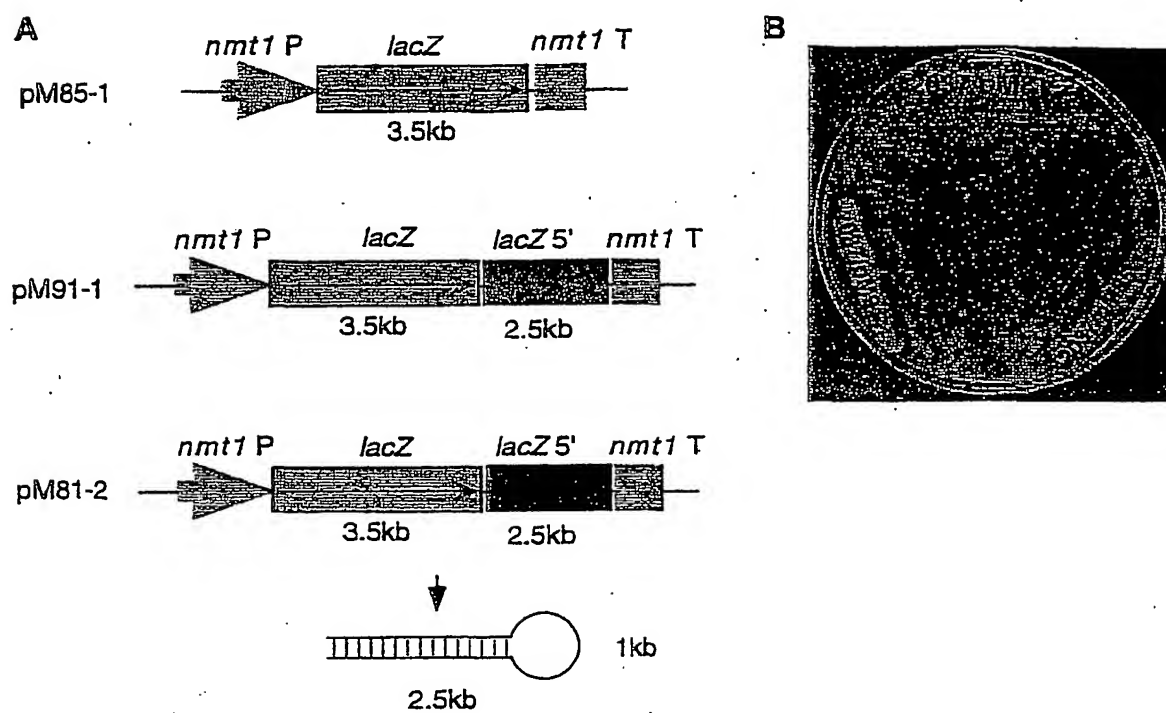 A
B
nmt1 P lacZ nmt1 T
pM85-1
3.5kb
nmt1 P lacZ lacZ 5' nmt1 T
pM91-1
3.5kb 2.5kb
nmt1 P lacZ lacZ 5' nmt1 T
pM81-2
3.5kb 2.5kb
1kb
2.5kb